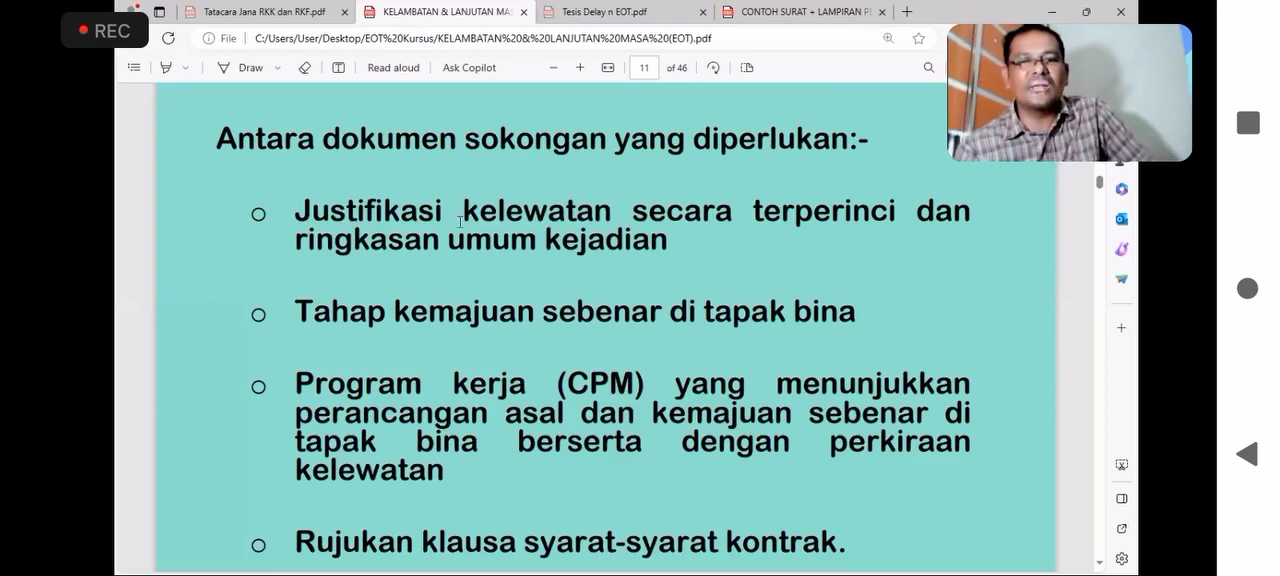 REC
Tatacara Jana RKK dan RKF.pdf
KELAMBATAN & LANJUTAN MAS
Tesis Delay n EOT.pdf
CONTOH SURAT + LAMPIRAN P
File
C:/Users/User/Desktop/EOT%20Kursus/KELAMBATAN%20&%20LANJUTAN%20MASA%20(EOT).pdf
Draw
Read aloud
Ask Copilot
11
of 46
Antara dokumen sokongan yang diperlukan:-
Justifikasi kelewatan secara terperinci dan
ringkasan umum kejadian
Tahap kemajuan sebenar di tapak bina
Program kerja (CPM) yang menunjukkan
perancangan asal dan kemajuan sebenar di
tapak bina berserta dengan perkiraan
kelewatan
Rujukan klausa syarat-syarat kontrak.